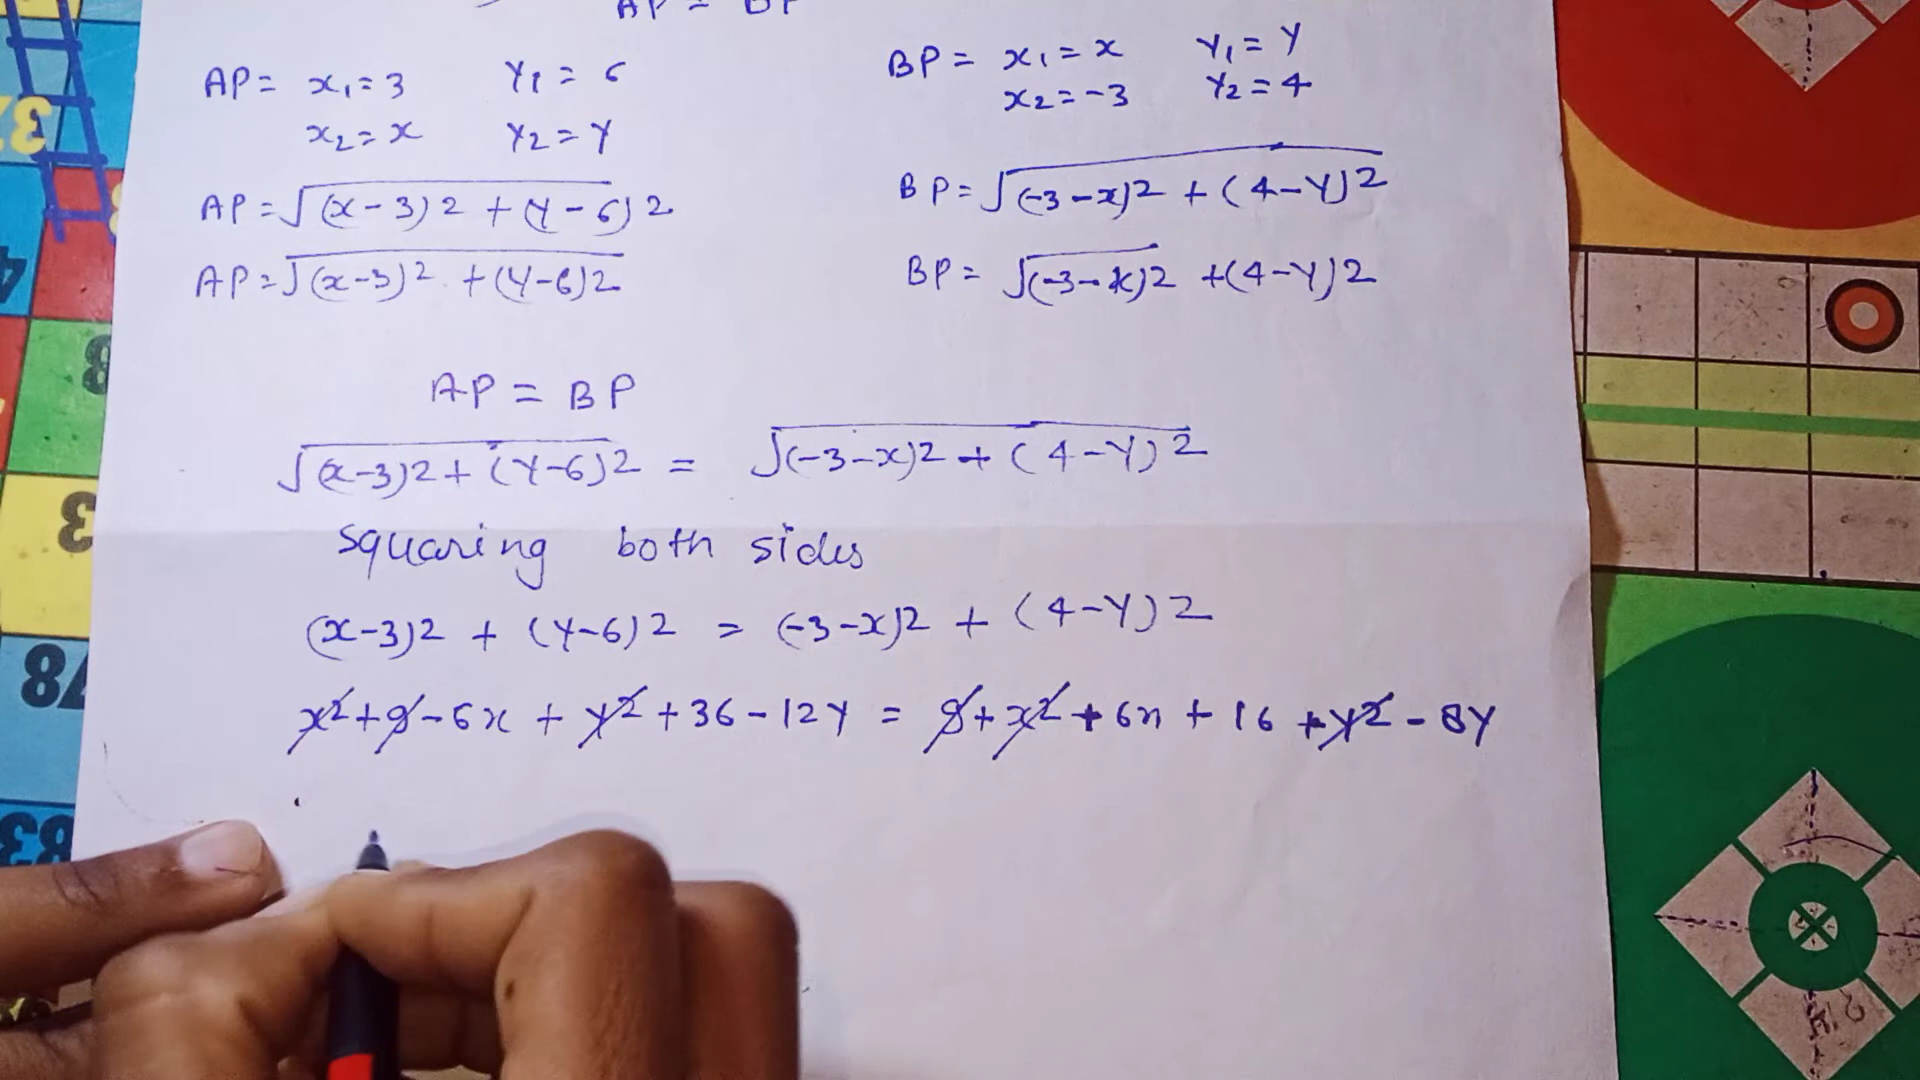 AP = BP
AP = x1 = 3 Y1 = 6
x2 = x Y2 = Y
AP = √(x-3)2 + (Y-6)2
AP = √(x-3)2 + (Y-6)2
BP = x1 = x Y1 = Y
x2 = -3 Y2 = 4
BP = √(-3-x)2 + (4-Y)2
BP = √(-3-x)2 + (4-Y)2
AP = BP
√(x-3)2 + (Y-6)2 = √(-3-x)2 + (4-Y)2
Squaring both sides
(x-3)2 + (Y-6)2 = (-3-x)2 + (4-Y)2
x2 + 9 - 6x + y2 + 36 - 12Y = 9 + x2 + 6x + 16 + y2 - 8Y
3
78
83